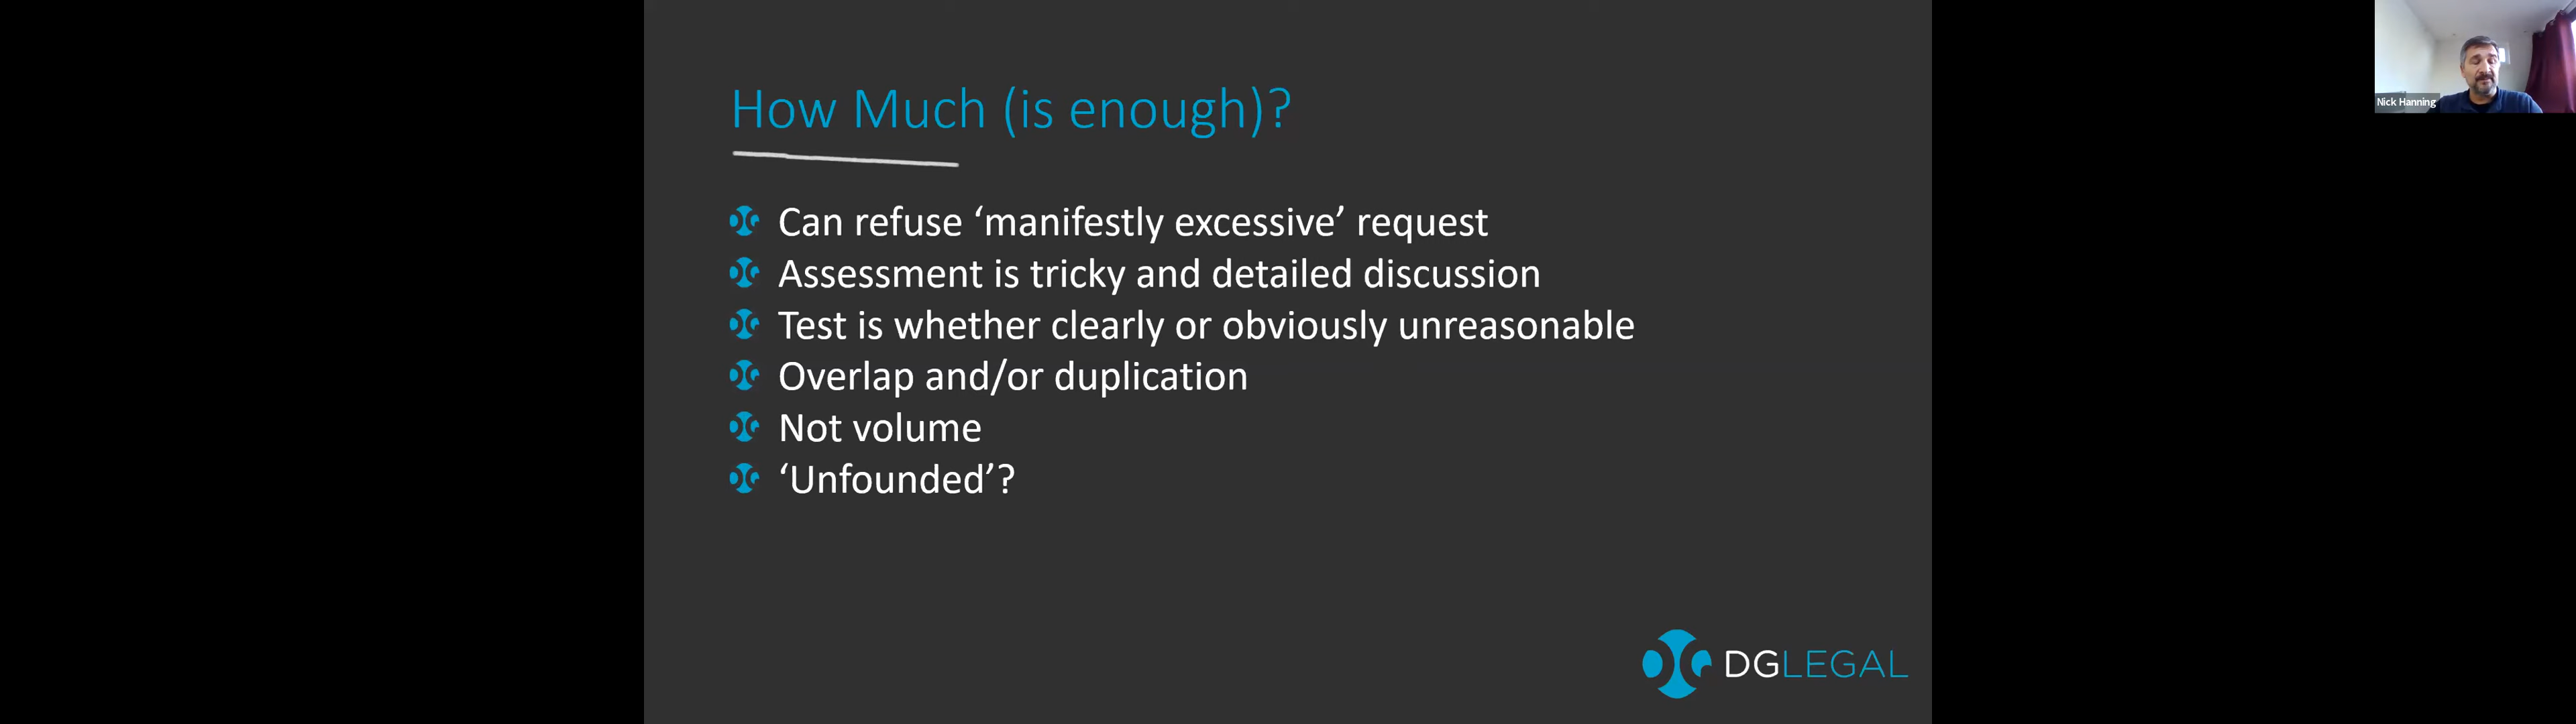 How Much (is enough)?
Can refuse ‘manifestly excessive’ request
Assessment is tricky and detailed discussion
Test is whether clearly or obviously unreasonable
Overlap and/or duplication
Not volume
‘Unfounded’?
DGLEGAL
Nick Hanning